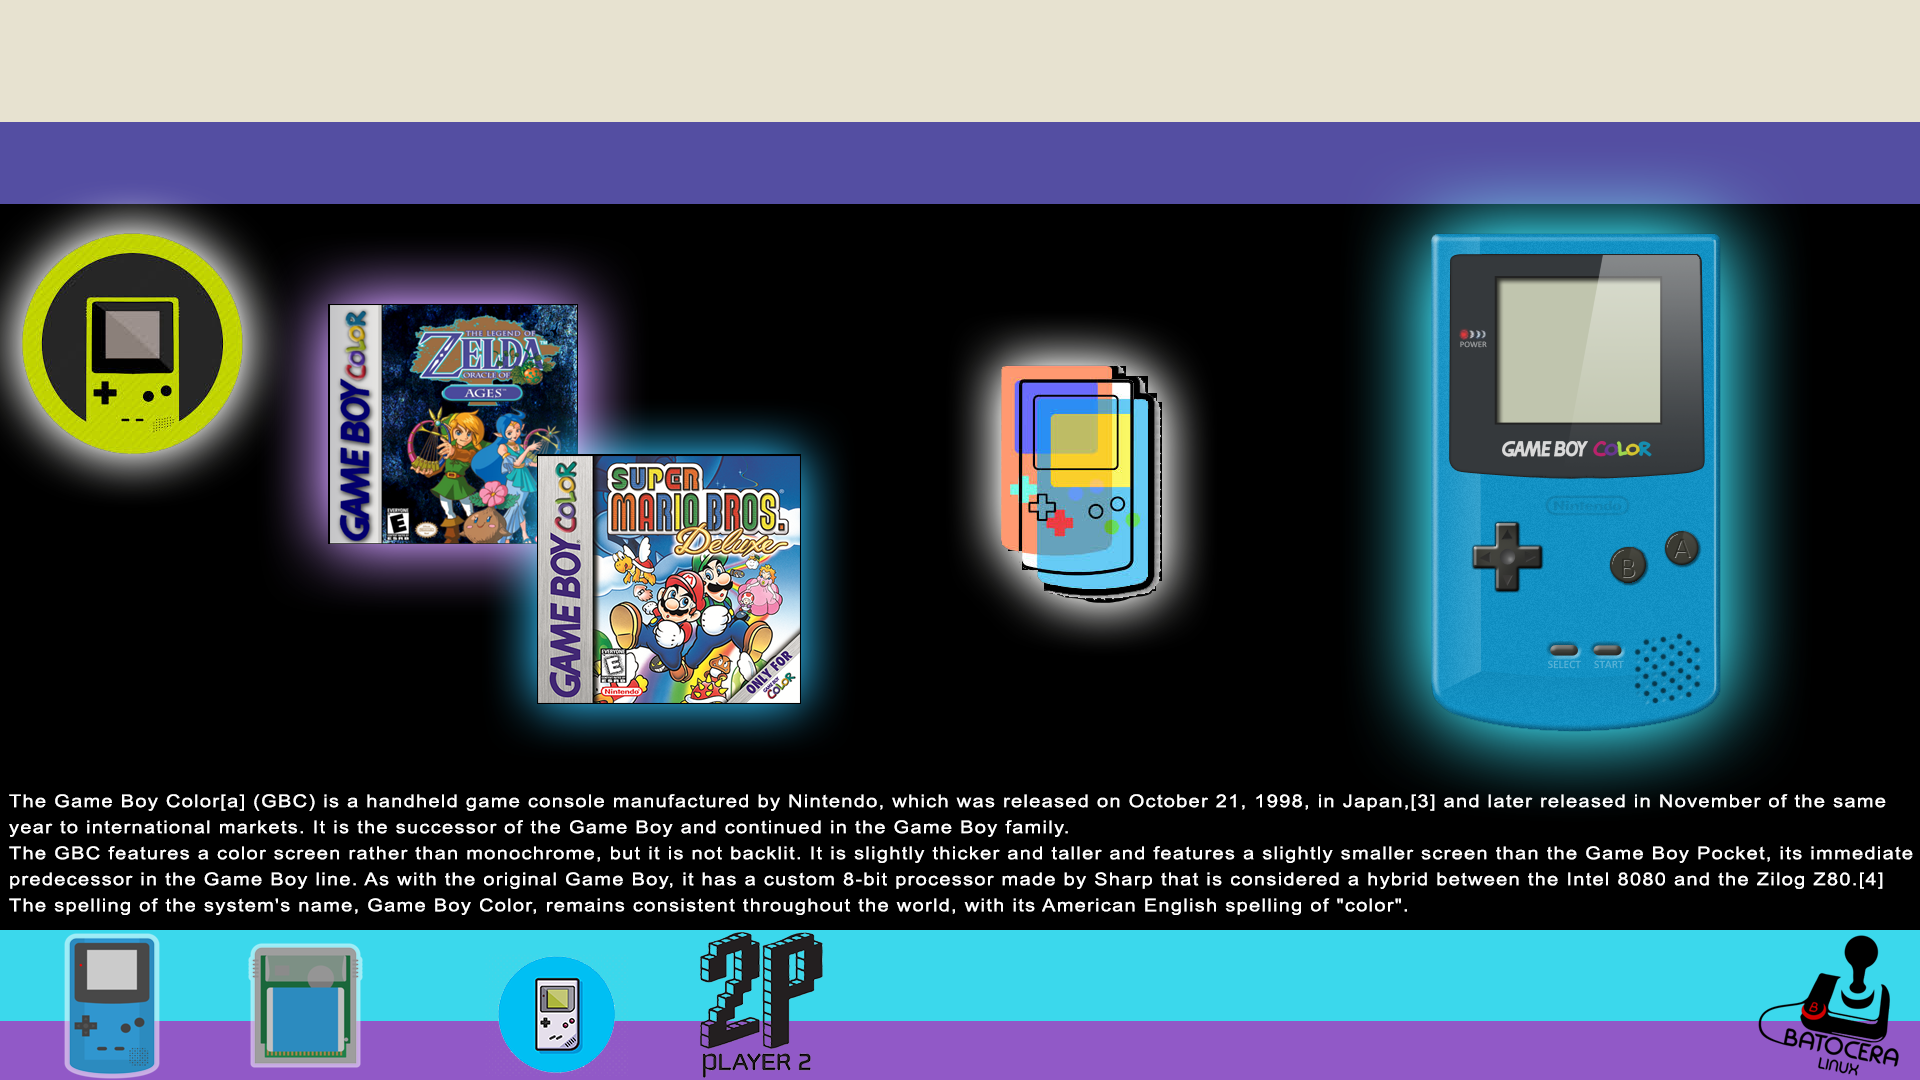 GAME BOY COLOR
THE LEGEND OF
ZELDA
ORACLE OF
AGES
EVERYONE
E
ESRB
GAME BOY COLOR
SUPER
MARIO BROS.
Deluxe
EVERYONE
E
Nintendo
ONLY FOR
GAME BOY
COLOR
POWER
GAME BOY COLOR
Nintendo
A
B
SELECT START
The Game Boy Color[a] (GBC) is a handheld game console manufactured by Nintendo, which was released on October 21, 1998, in Japan,[3] and later released in November of the same
year to international markets. It is the successor of the Game Boy and continued in the Game Boy family.
The GBC features a color screen rather than monochrome, but it is not backlit. It is slightly thicker and taller and features a slightly smaller screen than the Game Boy Pocket, its immediate
predecessor in the Game Boy line. As with the original Game Boy, it has a custom 8-bit processor made by Sharp that is considered a hybrid between the Intel 8080 and the Zilog Z80.[4]
The spelling of the system's name, Game Boy Color, remains consistent throughout the world, with its American English spelling of "color".
2P
PLAYER 2
B
BATOCERA
LINUX